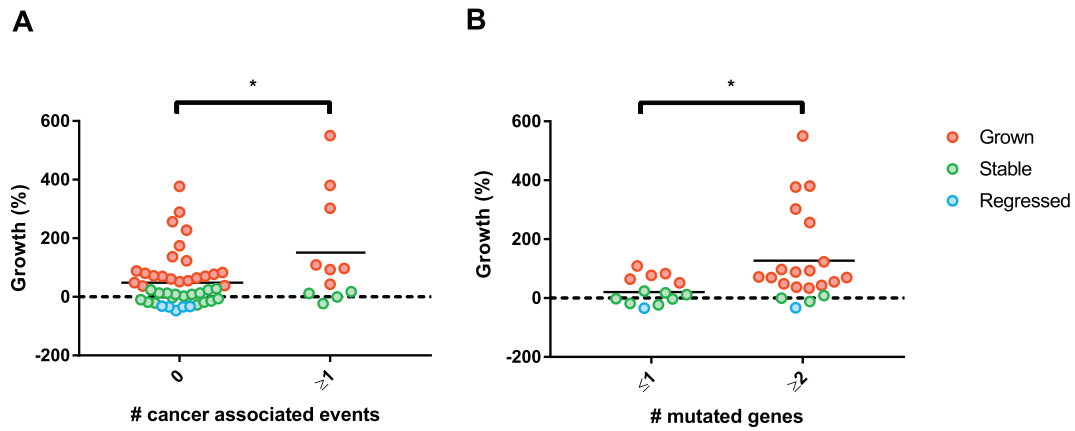 A
B
*
*
600
400
200
0
-200
Growth (%)
0
≥1
# cancer associated events
600
400
200
0
-200
Growth (%)
≤1
≥2
# mutated genes
Grown
Stable
Regressed